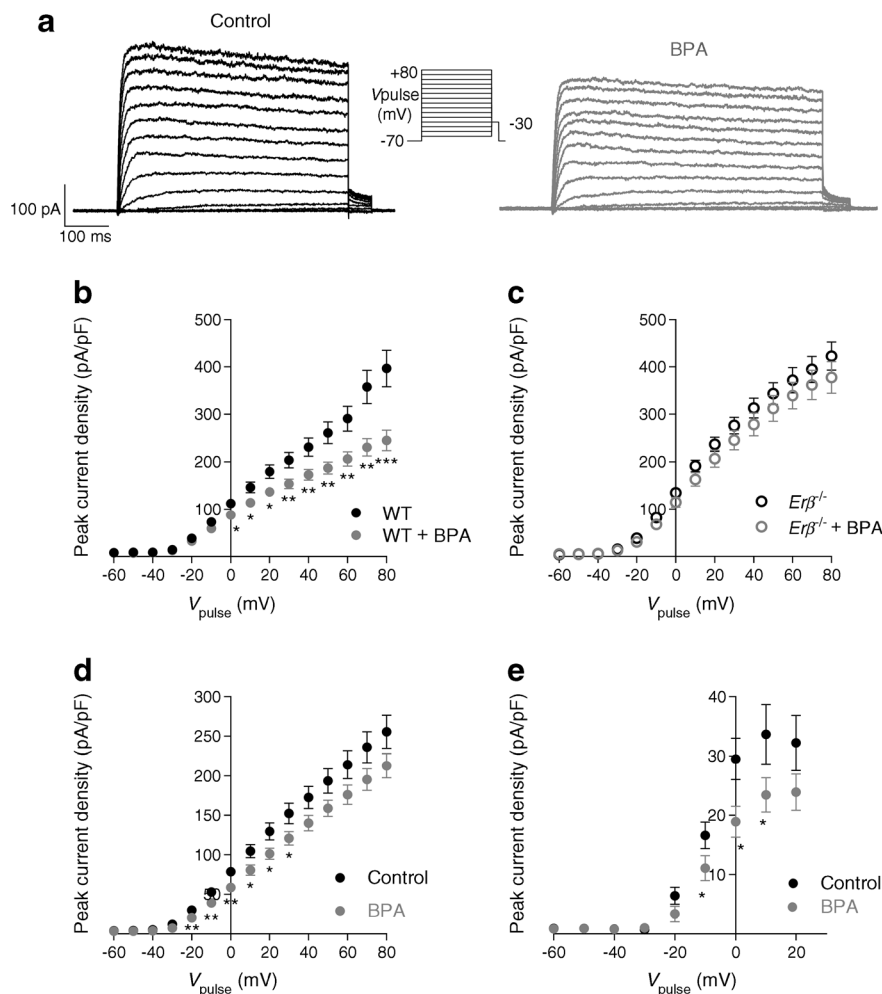 a
Control
BPA
+80
Vpulse
(mV)
-70
-30
100 pA
100 ms
b
Peak current density (pA/pF)
500
400
300
200
100
* * ** ** ** ** ** ***
WT
WT + BPA
-60 -40 -20 0 20 40 60 80
Vpulse (mV)
c
Peak current density (pA/pF)
500
400
300
200
100
Erβ-/-
Erβ-/- + BPA
-60 -40 -20 0 20 40 60 80
Vpulse (mV)
d
Peak current density (pA/pF)
300
250
200
150
100
50
** ** ** * * *
Control
BPA
-60 -40 -20 0 20 40 60 80
Vpulse (mV)
e
Peak current density (pA/pF)
40
30
20
10
* * *
Control
BPA
-60 -40 -20 0 20
Vpulse (mV)